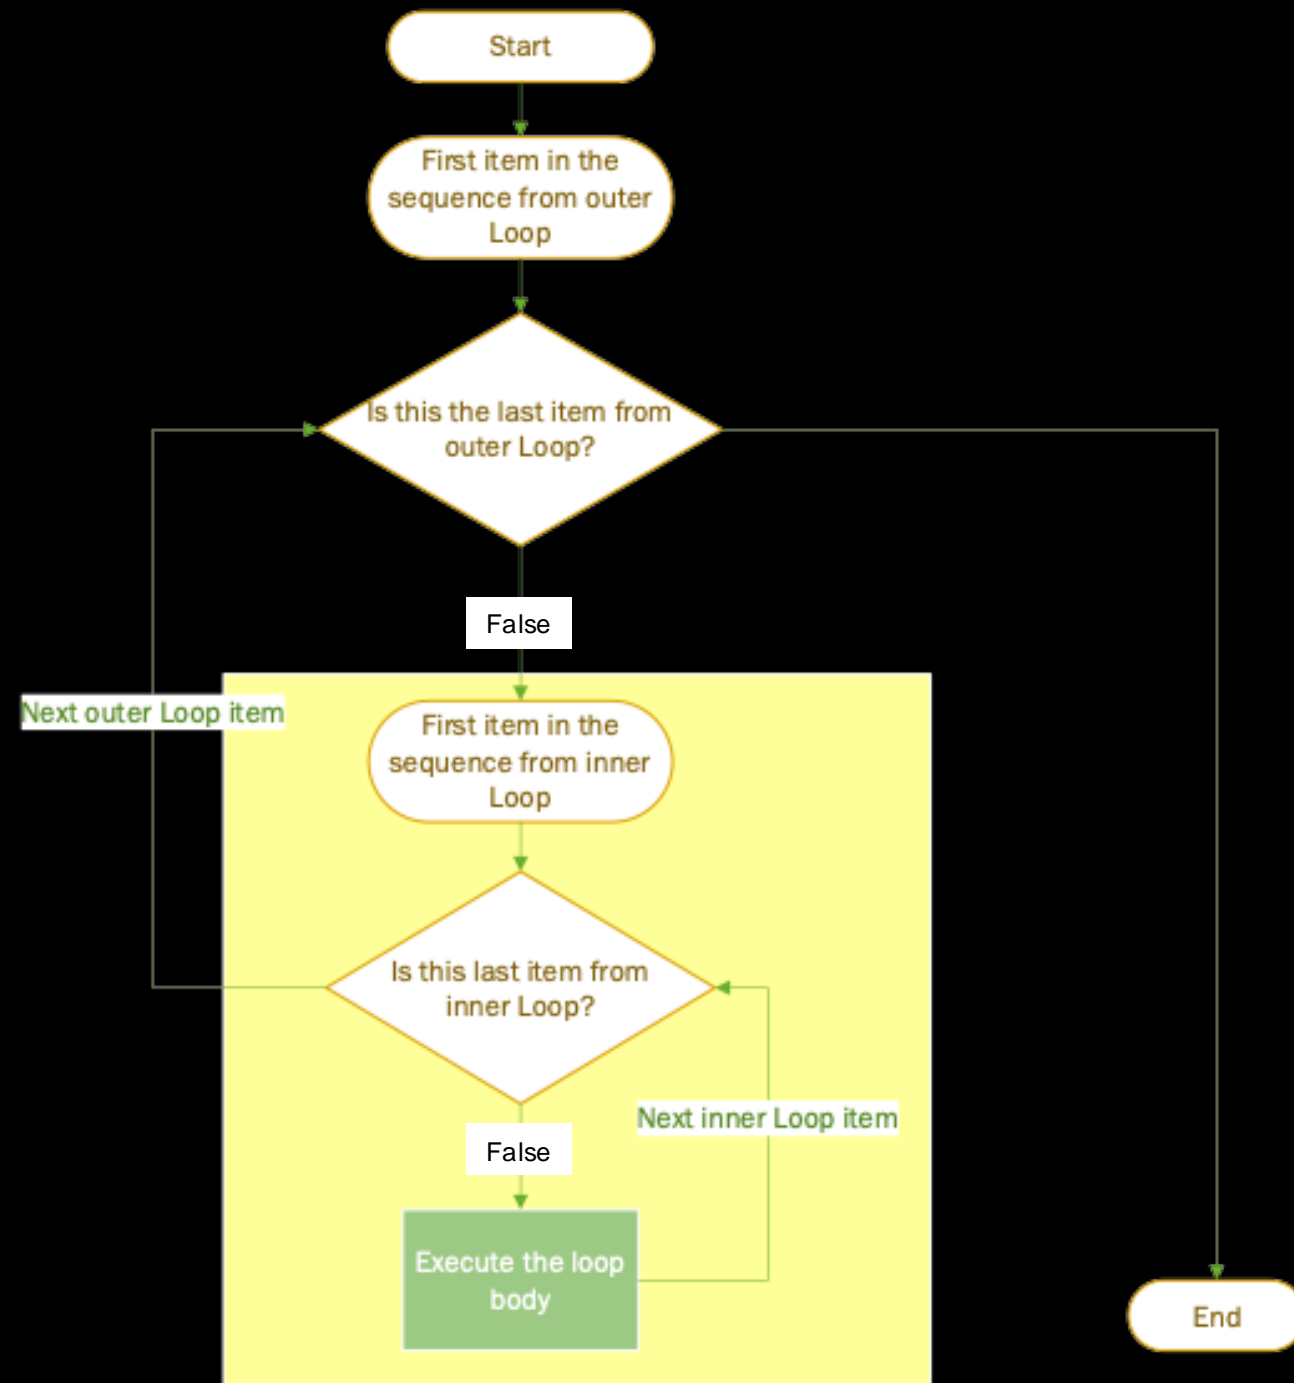 Start
First item in the
sequence from outer
Loop
Is this the last item from
outer Loop?
False
Next outer Loop item
First item in the
sequence from inner
Loop
Is this last item from
inner Loop?
Next inner Loop item
False
Execute the loop
body
End